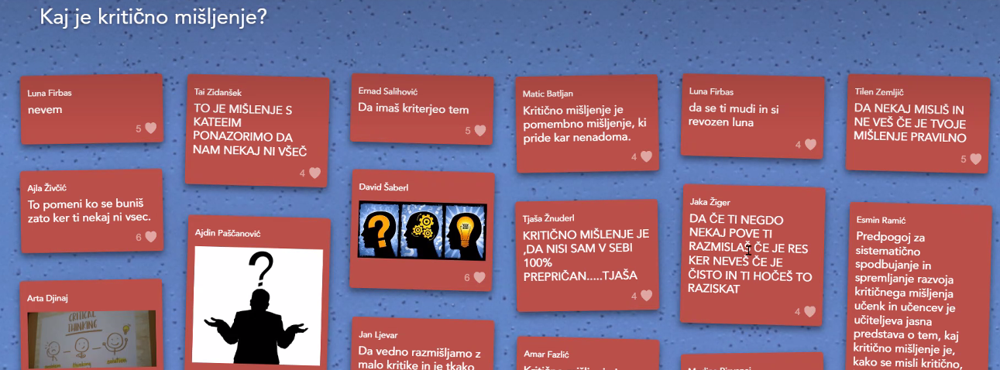 Kaj je kritično mišljenje?
Luna Firbas
nevem
5
Ajla Živčić
To pomeni ko se buniš
zato ker ti nekaj ni vsec.
6
Arta Djinaj
CRITICAL
THINKING
Tai Zidanšek
TO JE MIŠLENJE S
KATEEIM
PONAZORIMO DA
NAM NEKAJ NI VŠEČ
4
Ajdin Paščanović
?
Emad Salihović
Da imaš kriterjeo tem
5
David Šaberl
?
6
Jan Ljevar
Da vedno razmišljamo z
malo kritike in je tkako
Matic Batljan
Kritično mišljenje je
pomembno mišljenje, ki
pride kar nenadoma.
4
Tjaša Žnuderl
KRITIČNO MIŠLJENJE JE
,DA NISI SAM V SEBI
100%
PREPRIČAN.....TJAŠA
4
Amar Fazlić
Luna Firbas
da se ti mudi in si
revozen luna
4
Jaka Žiger
DA ČE TI NEGDO
NEKAJ POVE TI
RAZMISLAŠ ČE JE RES
KER NEVEŠ ČE JE
ČISTO IN TI HOČEŠ TO
RAZISKAT
4
Tilen Zemljič
DA NEKAJ MISLIŠ IN
NE VEŠ ČE JE TVOJE
MIŠLENJE PRAVILNO
5
Esmin Ramić
Predpogoj za
sistematično
spodbujanje in
spremljanje razvoja
kritičnega mišljenja
učenk in učencev je
učiteljeva jasna
predstava o tem, kaj
kritično mišljenje je,
kako se misli kritično,